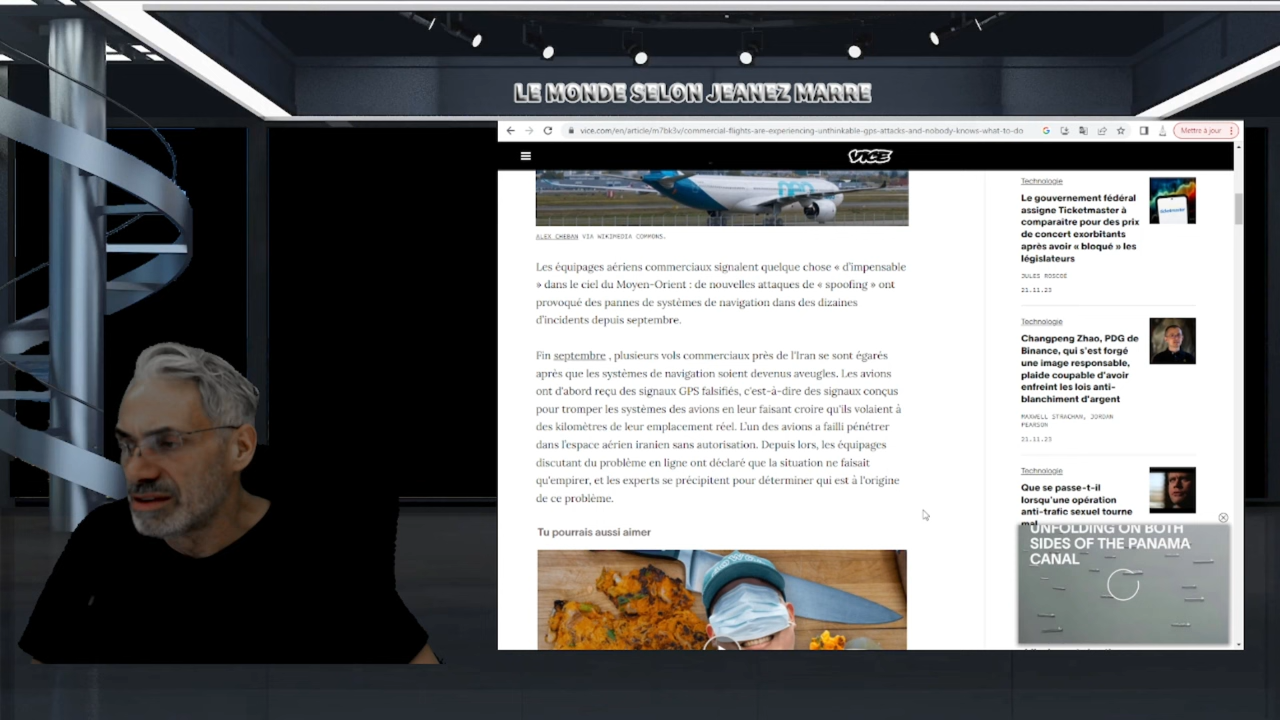 LE MONDE SELON JEANEZ MARRE
vice.com/en/article/m7bk3v/commercial-flights-are-experiencing-unthinkable-gps-attacks-and-nobody-knows-what-to-do
Mettre à jour
VICE
ALEX CHEBAN VIA WIKIMEDIA COMMONS.
Les équipages aériens commerciaux signalent quelque chose « d'impensable
» dans le ciel du Moyen-Orient : de nouvelles attaques de « spoofing » ont
provoqué des pannes de systèmes de navigation dans des dizaines
d'incidents depuis septembre.
Fin septembre , plusieurs vols commerciaux près de l'Iran se sont égarés
après que les systèmes de navigation soient devenus aveugles. Les avions
ont d'abord reçu des signaux GPS falsifiés, c'est-à-dire des signaux conçus
pour tromper les systèmes des avions en leur faisant croire qu'ils volaient à
des kilomètres de leur emplacement réel. L'un des avions a failli pénétrer
dans l'espace aérien iranien sans autorisation. Depuis lors, les équipages
discutant du problème en ligne ont déclaré que la situation ne faisait
qu'empirer, et les experts se précipitent pour déterminer qui est à l'origine
de ce problème.
Tu pourrais aussi aimer
Technologie
Le gouvernement fédéral
assigne Ticketmaster à
comparaître pour des prix
de concert exorbitants
après avoir « bloqué » les
législateurs
JULES ROSCOE
21.11.23
Technologie
Changpeng Zhao, PDG de
Binance, qui s'est forgé
une image responsable,
plaide coupable d'avoir
enfreint les lois anti-
blanchiment d'argent
MAXWELL STRACHAN, JORDAN
PEARSON
21.11.23
Technologie
Que se passe-t-il
lorsqu'une opération
anti-trafic sexuel tourne
mal
UNFOLDING ON BOTH
SIDES OF THE PANAMA
CANAL